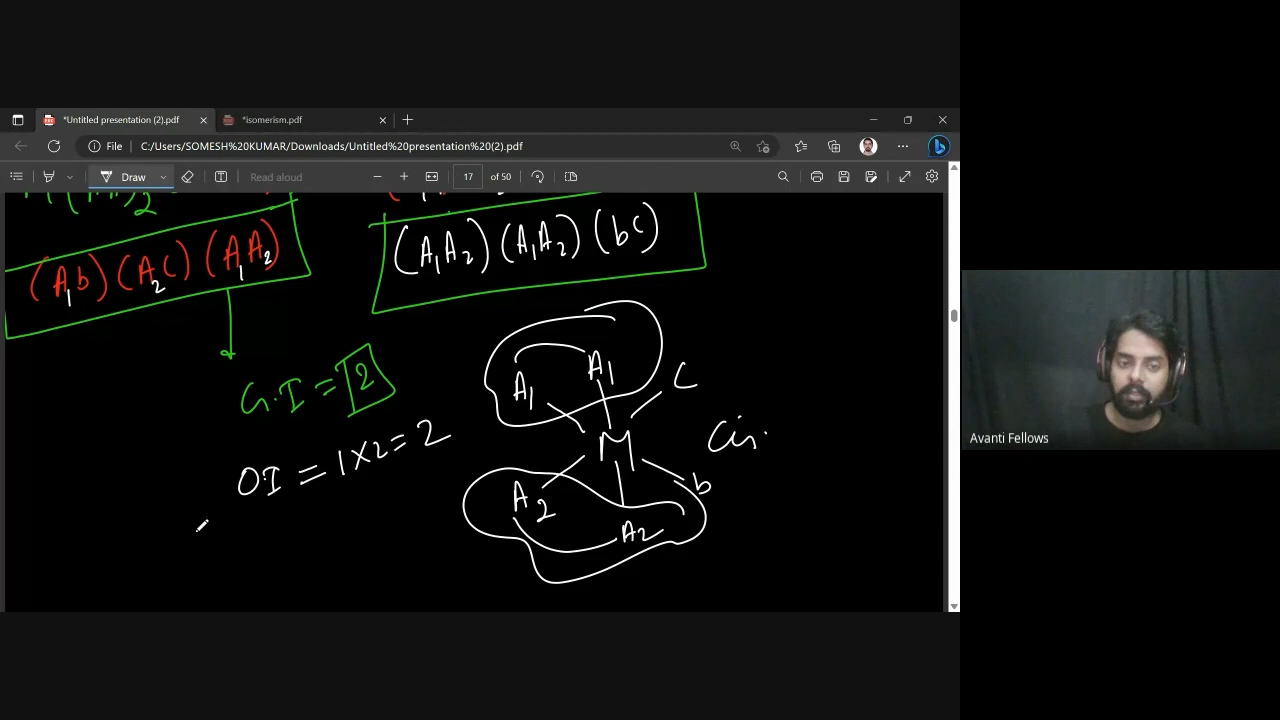 *Untitled presentation (2).pdf
*isomerism.pdf
File
C:/Users/SOMESH%20KUMAR/Downloads/Untitled%20presentation%20(2).pdf
Draw
Read aloud
17 of 50
(A₁b) (A₂c) (A₁A₂)
(A₁A₂) (A₁A₂) (bc)
G.I = 2
OI = 1×2 = 2
A₁ A₁ C
M
Cis.
A₂ A₂ b
Avanti Fellows